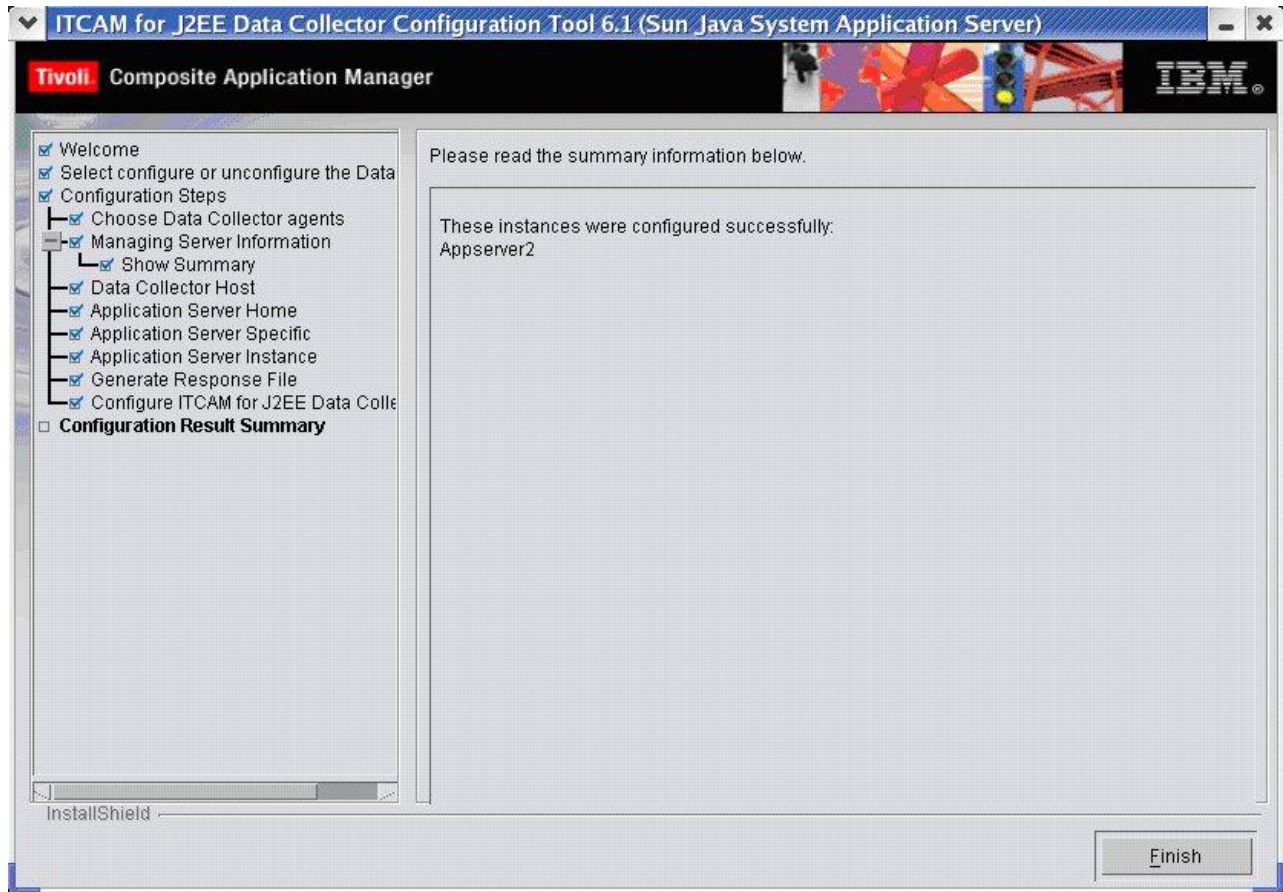 ITCAM for J2EE Data Collector Configuration Tool 6.1 (Sun Java System Application Server)
Tivoli. Composite Application Manager
IBM®
Welcome
Select configure or unconfigure the Data
Configuration Steps
Choose Data Collector agents
Managing Server Information
Show Summary
Data Collector Host
Application Server Home
Application Server Specific
Application Server Instance
Generate Response File
Configure ITCAM for J2EE Data Colle
Configuration Result Summary
Please read the summary information below.
These instances were configured successfully:
Appserver2
InstallShield
Finish